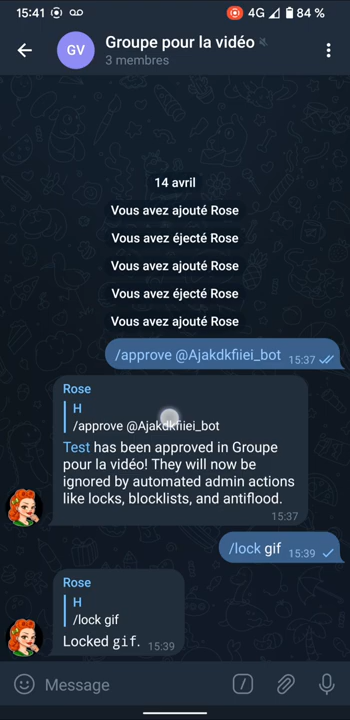 15:41 4G 84 %
GV Groupe pour la vidéo
3 membres
14 avril
Vous avez ajouté Rose
Vous avez éjecté Rose
Vous avez ajouté Rose
Vous avez éjecté Rose
Vous avez ajouté Rose
/approve @Ajakdkfiiei_bot 15:37
Rose
H
/approve @Ajakdkfiiei_bot
Test has been approved in Groupe
pour la vidéo! They will now be
ignored by automated admin actions
like locks, blocklists, and antiflood.
15:37
/lock gif 15:39
Rose
H
/lock gif
Locked gif. 15:39
Message